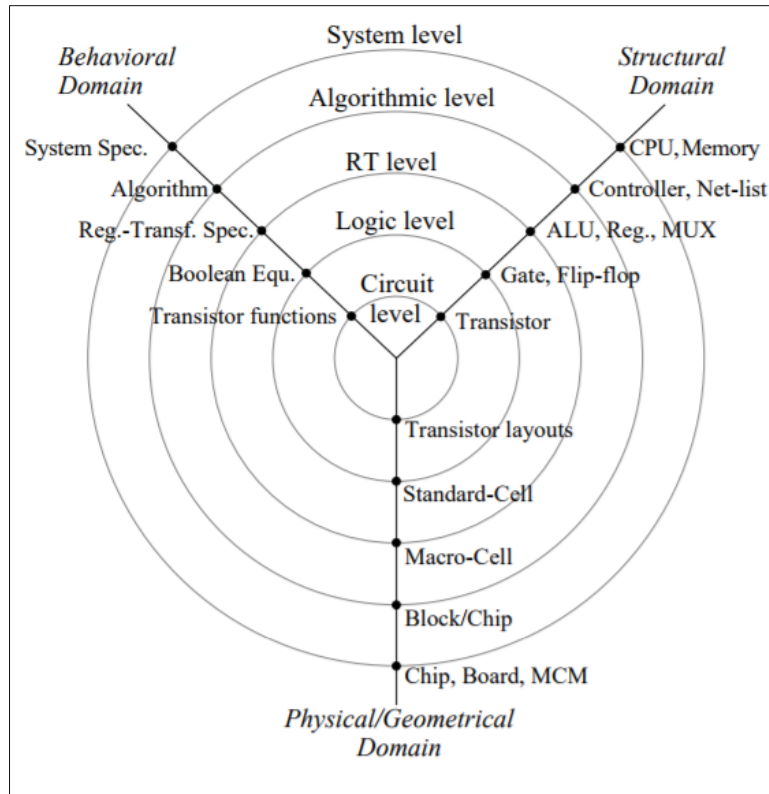 System level
Behavioral
Domain
Structural
Domain
Algorithmic level
System Spec.
CPU, Memory
RT level
Algorithm
Controller, Net-list
Logic level
Reg.-Transf. Spec.
ALU, Reg., MUX
Boolean Equ.
Gate, Flip-flop
Circuit
level
Transistor functions
Transistor
Transistor layouts
Standard-Cell
Macro-Cell
Block/Chip
Chip, Board, MCM
Physical/Geometrical
Domain